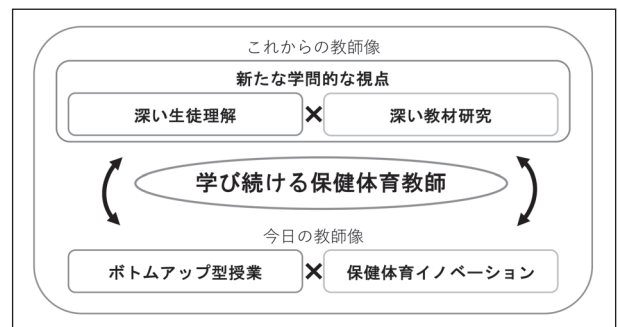 これからの教師像
新たな学問的な視点
深い生徒理解 × 深い教材研究
学び続ける保健体育教師
今日の教師像
ボトムアップ型授業 × 保健体育イノベーション